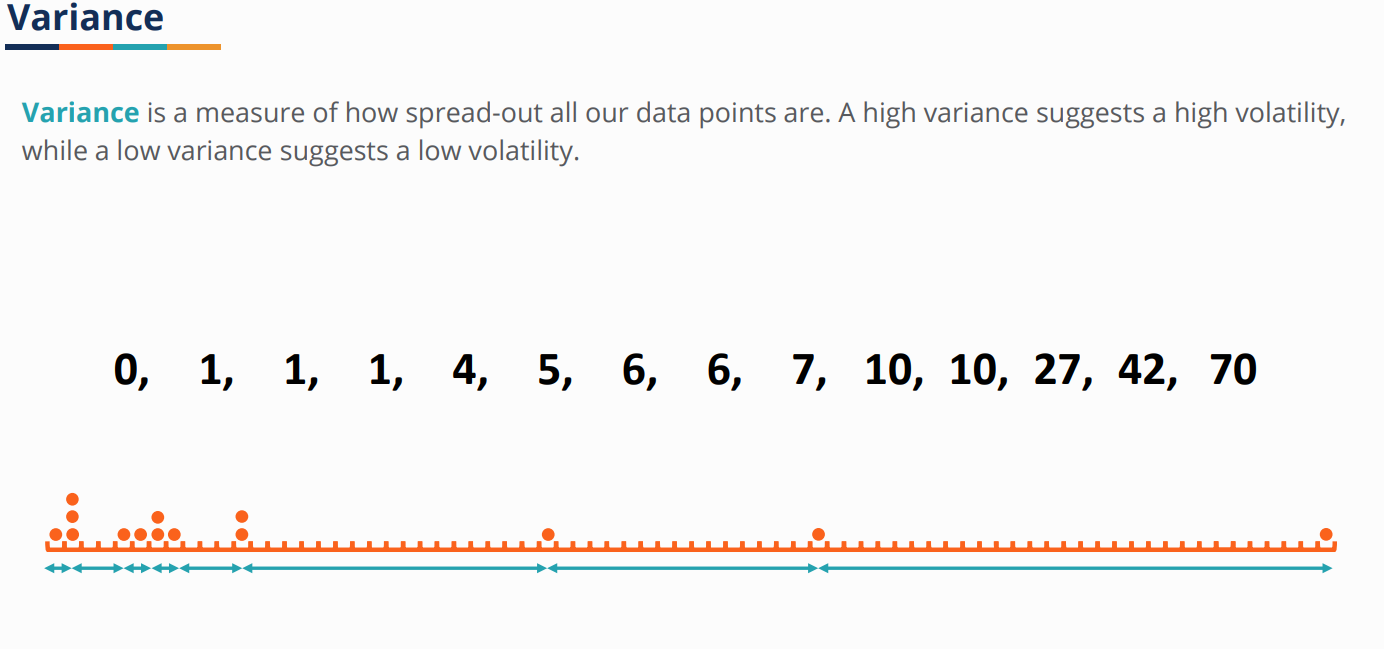 Variance
Variance is a measure of how spread-out all our data points are. A high variance suggests a high volatility,
while a low variance suggests a low volatility.
0, 1, 1, 1, 4, 5, 6, 6, 7, 10, 10, 27, 42, 70